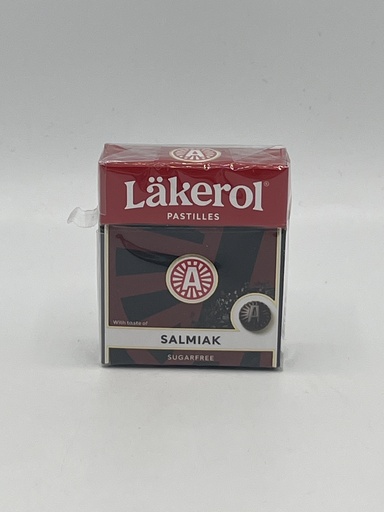 A
Läkerol®
PASTILLES
A
A
With taste of
SALMIAK
SUGARFREE